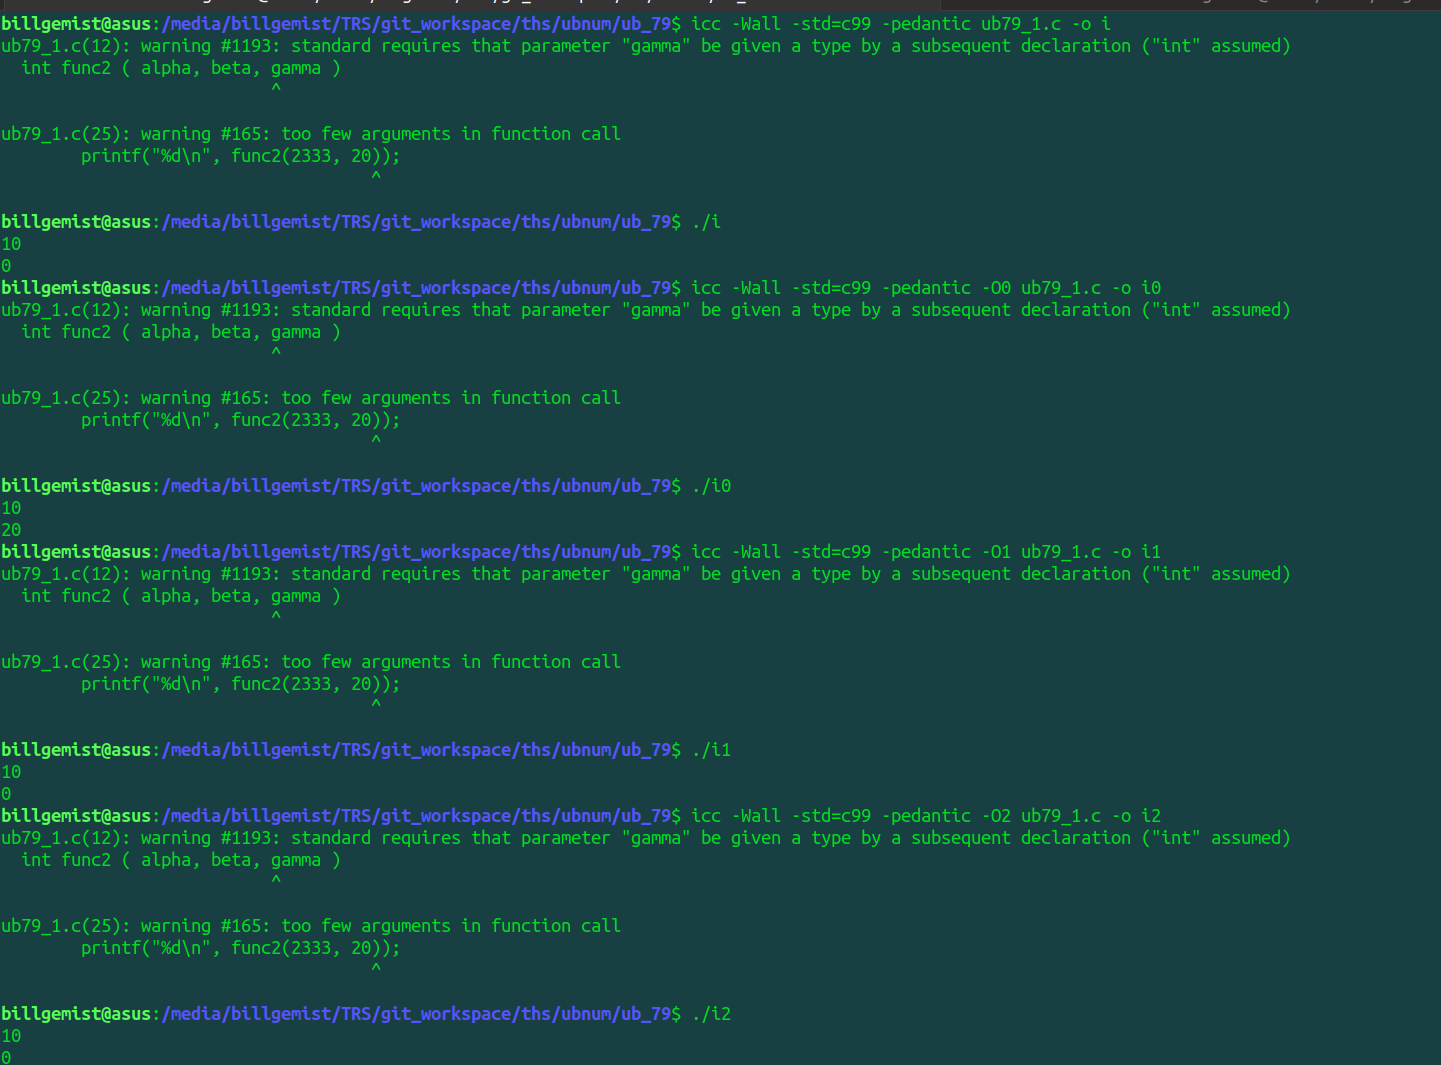 billgemist@asus:/media/billgemist/TRS/git_workspace/ths/ubnum/ub_79$ icc -Wall -std=c99 -pedantic ub79_1.c -o i
ub79_1.c(12): warning #1193: standard requires that parameter "gamma" be given a type by a subsequent declaration ("int" assumed)
  int func2 ( alpha, beta, gamma )
                           ^
ub79_1.c(25): warning #165: too few arguments in function call
        printf("%d\n", func2(2333, 20));
                                     ^
billgemist@asus:/media/billgemist/TRS/git_workspace/ths/ubnum/ub_79$ ./i
10
0
billgemist@asus:/media/billgemist/TRS/git_workspace/ths/ubnum/ub_79$ icc -Wall -std=c99 -pedantic -O0 ub79_1.c -o i0
ub79_1.c(12): warning #1193: standard requires that parameter "gamma" be given a type by a subsequent declaration ("int" assumed)
  int func2 ( alpha, beta, gamma )
                           ^
ub79_1.c(25): warning #165: too few arguments in function call
        printf("%d\n", func2(2333, 20));
                                     ^
billgemist@asus:/media/billgemist/TRS/git_workspace/ths/ubnum/ub_79$ ./i0
10
20
billgemist@asus:/media/billgemist/TRS/git_workspace/ths/ubnum/ub_79$ icc -Wall -std=c99 -pedantic -O1 ub79_1.c -o i1
ub79_1.c(12): warning #1193: standard requires that parameter "gamma" be given a type by a subsequent declaration ("int" assumed)
  int func2 ( alpha, beta, gamma )
                           ^
ub79_1.c(25): warning #165: too few arguments in function call
        printf("%d\n", func2(2333, 20));
                                     ^
billgemist@asus:/media/billgemist/TRS/git_workspace/ths/ubnum/ub_79$ ./i1
10
0
billgemist@asus:/media/billgemist/TRS/git_workspace/ths/ubnum/ub_79$ icc -Wall -std=c99 -pedantic -O2 ub79_1.c -o i2
ub79_1.c(12): warning #1193: standard requires that parameter "gamma" be given a type by a subsequent declaration ("int" assumed)
  int func2 ( alpha, beta, gamma )
                           ^
ub79_1.c(25): warning #165: too few arguments in function call
        printf("%d\n", func2(2333, 20));
                                     ^
billgemist@asus:/media/billgemist/TRS/git_workspace/ths/ubnum/ub_79$ ./i2
10
0